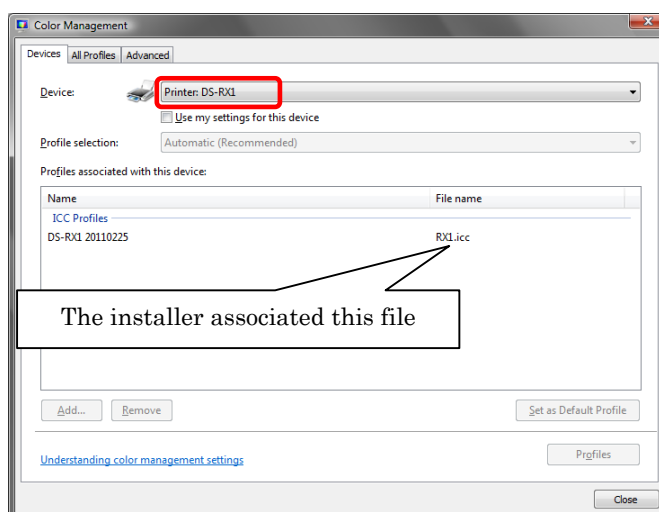 Color Management
Devices All Profiles Advanced
Device: Printer: DS-RX1
Use my settings for this device
Profile selection: Automatic (Recommended)
Profiles associated with this device:
Name File name
ICC Profiles
DS-RX1 20110225 RX1.icc
The installer associated this file
Add... Remove Set as Default Profile
Understanding color management settings Profiles
Close